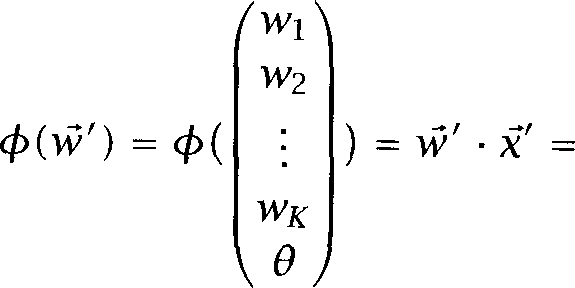 ϕ(w⃗′) = ϕ(
w₁
w₂
⋮
w_K
θ
) = w⃗′ · x⃗′ =